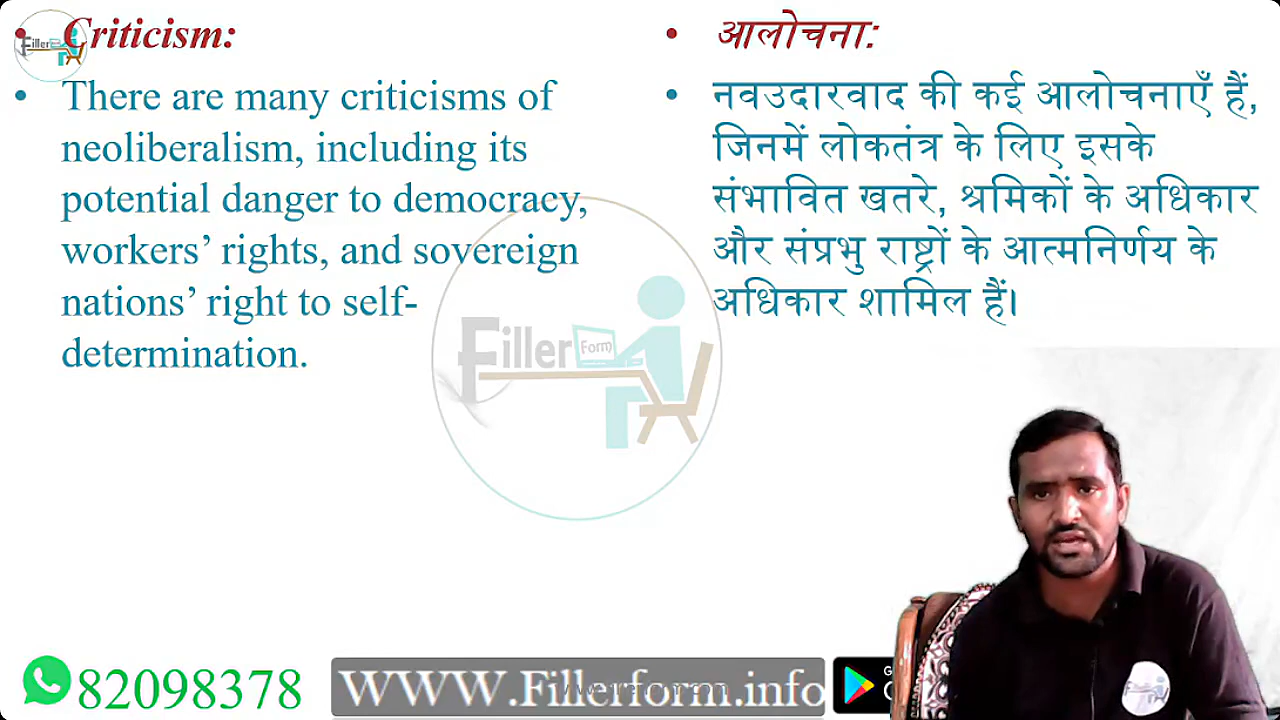 Criticism:
There are many criticisms of
neoliberalism, including its
potential danger to democracy,
workers’ rights, and sovereign
nations’ right to self-
determination.
आलोचना:
नवउदारवाद की कई आलोचनाएँ हैं,
जिनमें लोकतंत्र के लिए इसके
संभावित खतरे, श्रमिकों के अधिकार
और संप्रभु राष्ट्रों के आत्मनिर्णय के
अधिकार शामिल हैं।
Filler Form
82098378
WWW.Fillerform.info